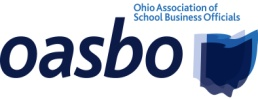 Ohio Association of
School Business Officials
oasbo